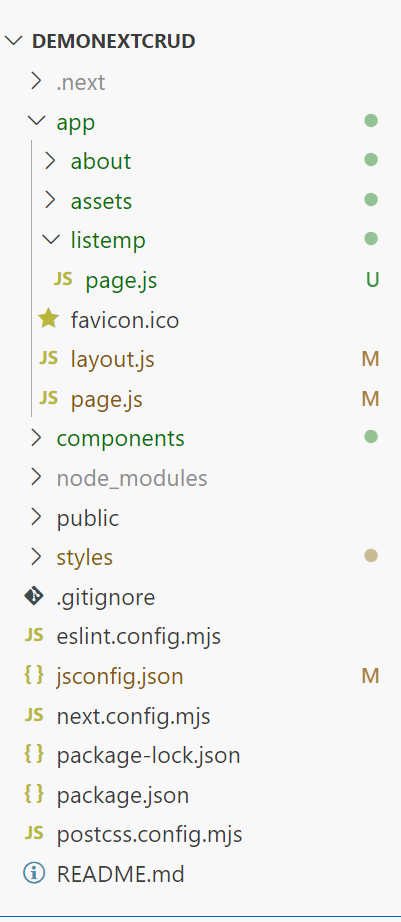 DEMONEXTCRUD
.next
app
about
assets
listemp
JS page.js U
favicon.ico
JS layout.js M
JS page.js M
components
node_modules
public
styles
.gitignore
JS eslint.config.mjs
{} jsconfig.json M
JS next.config.mjs
{} package-lock.json
{} package.json
JS postcss.config.mjs
README.md